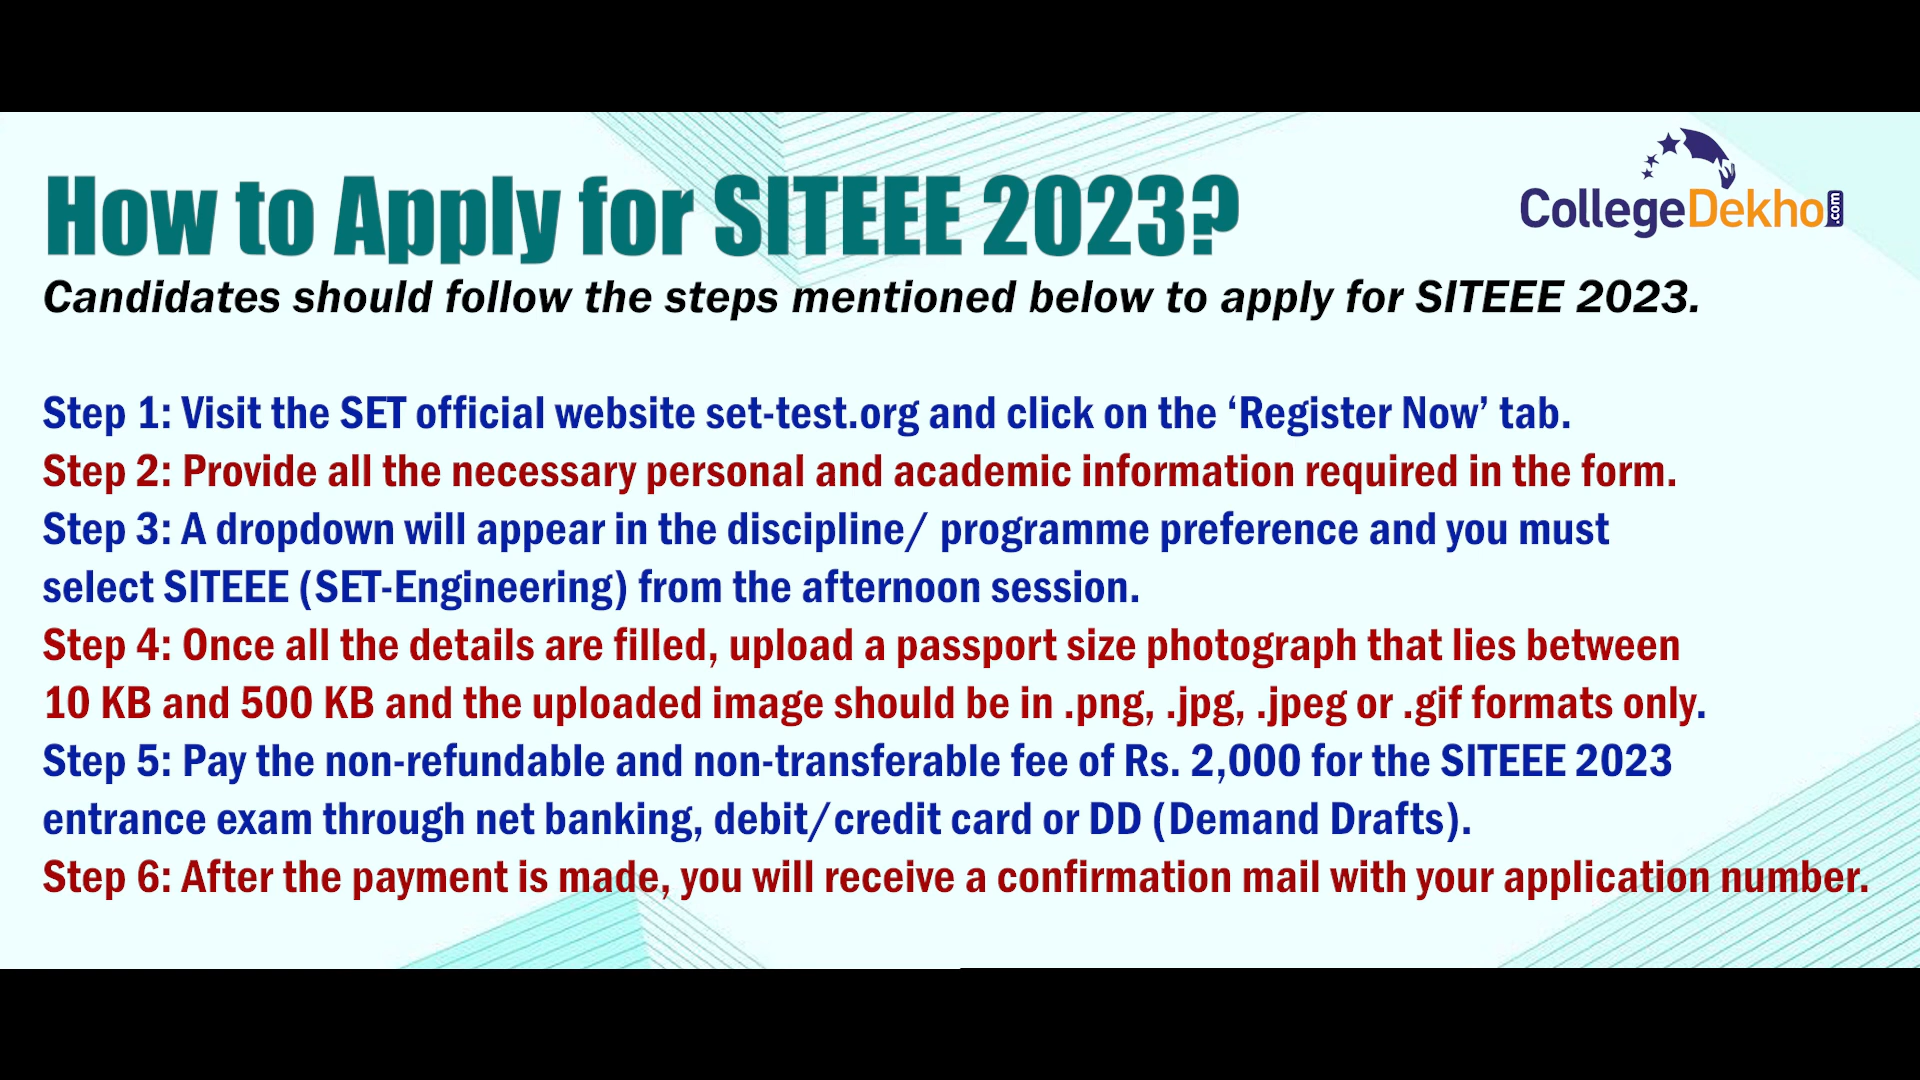 How to Apply for SITEEE 2023?
CollegeDekho.com
Candidates should follow the steps mentioned below to apply for SITEEE 2023.
Step 1: Visit the SET official website set-test.org and click on the ‘Register Now’ tab.
Step 2: Provide all the necessary personal and academic information required in the form.
Step 3: A dropdown will appear in the discipline/ programme preference and you must
select SITEEE (SET-Engineering) from the afternoon session.
Step 4: Once all the details are filled, upload a passport size photograph that lies between
10 KB and 500 KB and the uploaded image should be in .png, .jpg, .jpeg or .gif formats only.
Step 5: Pay the non-refundable and non-transferable fee of Rs. 2,000 for the SITEEE 2023
entrance exam through net banking, debit/credit card or DD (Demand Drafts).
Step 6: After the payment is made, you will receive a confirmation mail with your application number.